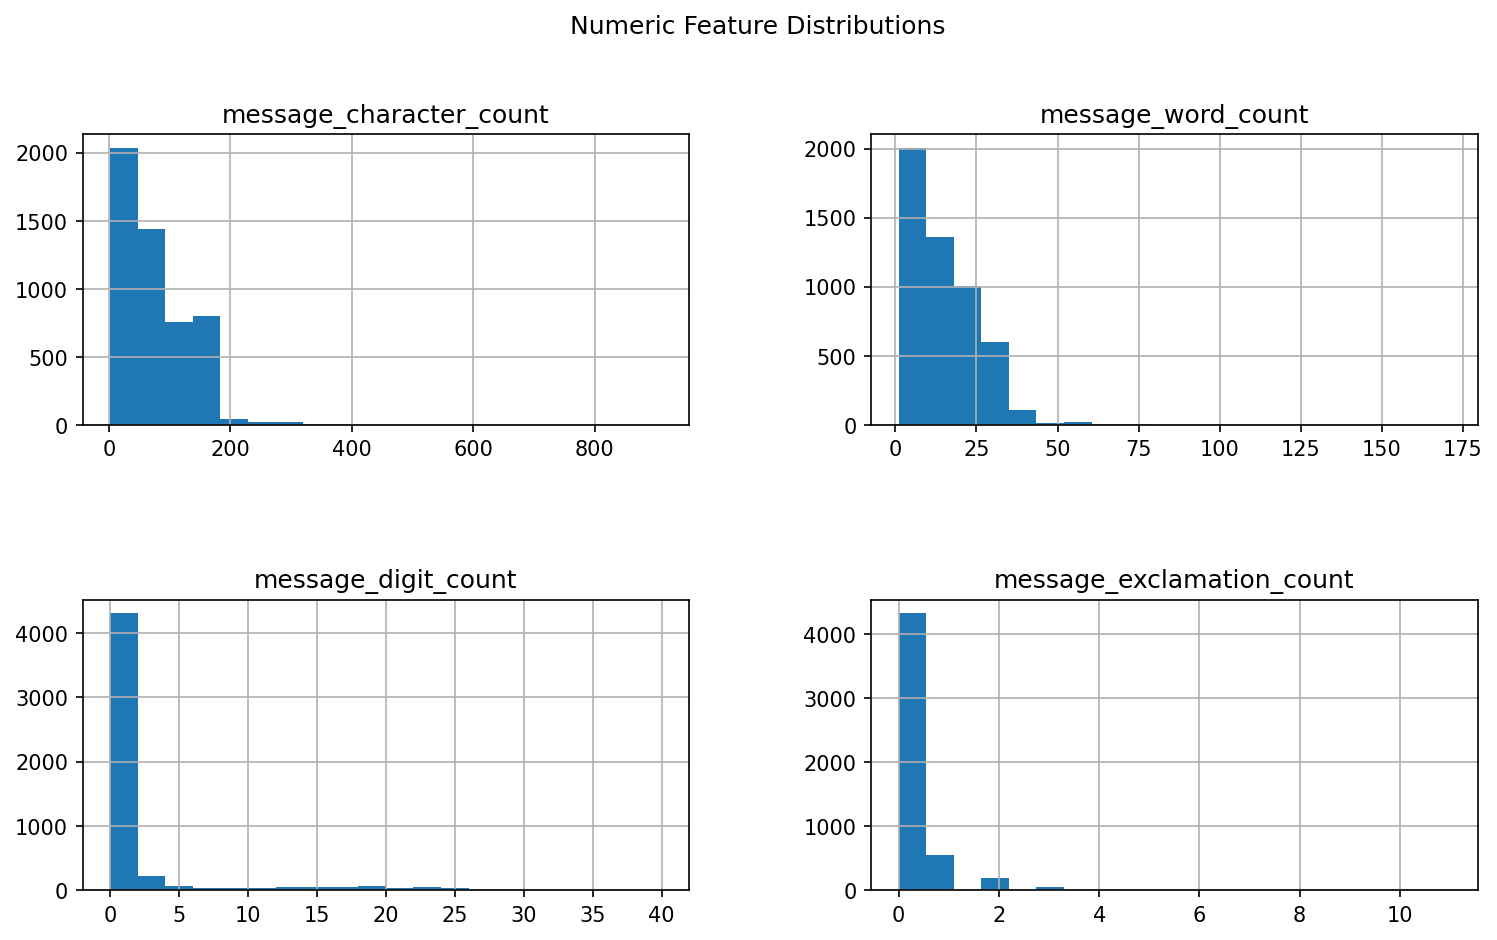 Numeric Feature Distributions
message_character_count
2000
1500
1000
500
0
0 200 400 600 800
message_word_count
2000
1500
1000
500
0
0 25 50 75 100 125 150 175
message_digit_count
4000
3000
2000
1000
0
0 5 10 15 20 25 30 35 40
message_exclamation_count
4000
3000
2000
1000
0
0 2 4 6 8 10